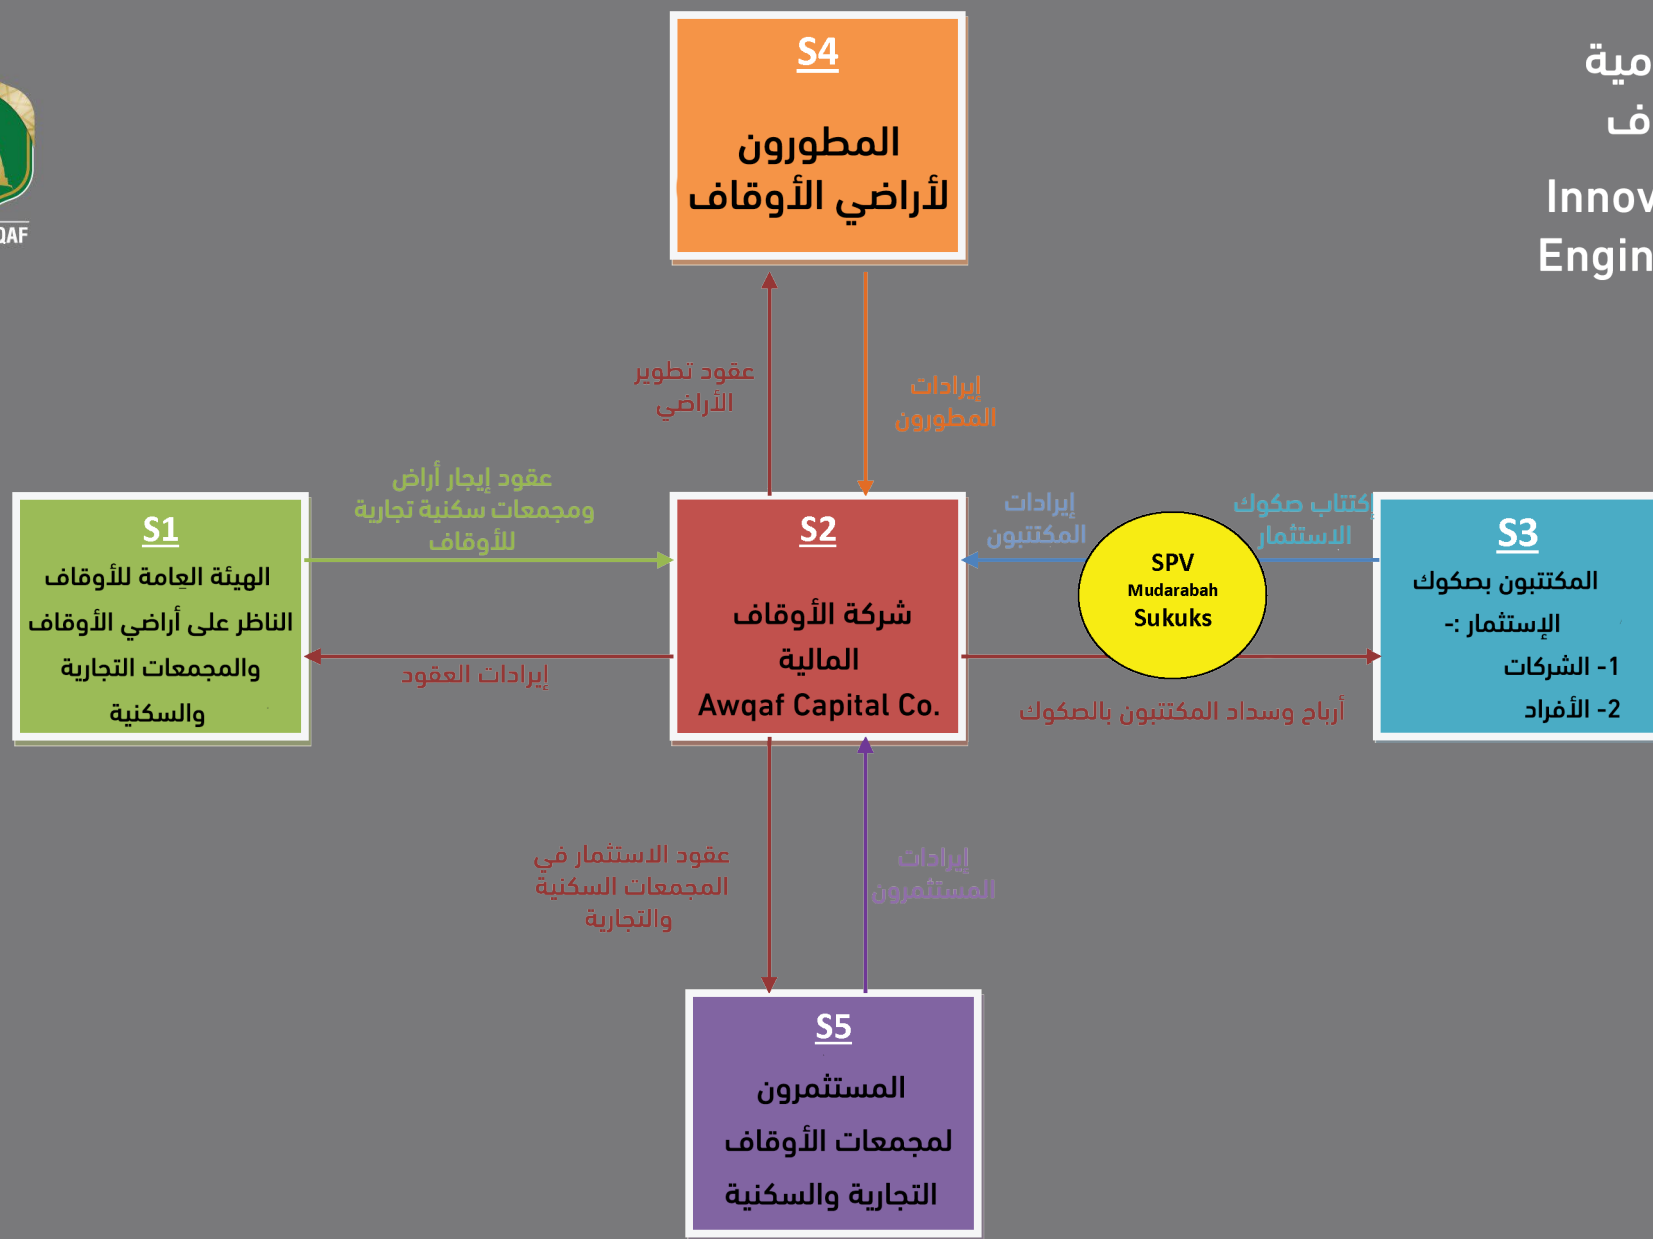 S4
المطورون
لأراضي الأوقاف
مية
ف
Innov
Engin
QAF
عقود تطوير
الأراضي
إيرادات
المطورون
عقود إيجار أراض
ومجمعات سكنية تجارية
للأوقاف
S1
الهيئة العامة للأوقاف
الناظر على أراضي الأوقاف
والمجمعات التجارية
والسكنية
إيرادات العقود
S2
شركة الأوقاف
المالية
Awqaf Capital Co.
إيرادات
المكتتبون
SPV
Mudarabah
Sukuks
إكتتاب صكوك
الإستثمار
أرباح وسداد المكتتبون بالصكوك
S3
المكتتبون بصكوك
الإستثمار :-
1- الشركات
2- الأفراد
عقود الاستثمار في
المجمعات السكنية
والتجارية
إيرادات
المستثمرون
S5
المستثمرون
لمجمعات الأوقاف
التجارية والسكنية